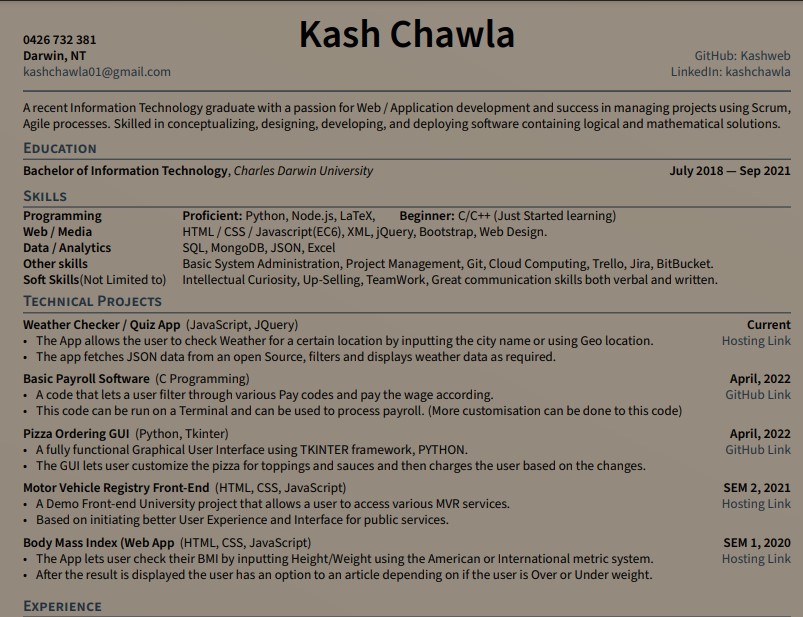 Kash Chawla
0426 732 381
Darwin, NT
kashchawla01@gmail.com
GitHub: Kashweb
LinkedIn: kashchawla
A recent Information Technology graduate with a passion for Web / Application development and success in managing projects using Scrum,
Agile processes. Skilled in conceptualizing, designing, developing, and deploying software containing logical and mathematical solutions.
Education
Bachelor of Information Technology, Charles Darwin University July 2018 — Sep 2021
Skills
Programming Proficient: Python, Node.js, LaTeX, Beginner: C/C++ (Just Started learning)
Web / Media HTML / CSS / Javascript(EC6), XML, jQuery, Bootstrap, Web Design.
Data / Analytics SQL, MongoDB, JSON, Excel
Other skills Basic System Administration, Project Management, Git, Cloud Computing, Trello, Jira, BitBucket.
Soft Skills(Not Limited to) Intellectual Curiosity, Up-Selling, TeamWork, Great communication skills both verbal and written.
Technical Projects
Weather Checker / Quiz App (JavaScript, JQuery) Current
• The App allows the user to check Weather for a certain location by inputting the city name or using Geo location. Hosting Link
• The app fetches JSON data from an open Source, filters and displays weather data as required.
Basic Payroll Software (C Programming) April, 2022
• A code that lets a user filter through various Pay codes and pay the wage according. GitHub Link
• This code can be run on a Terminal and can be used to process payroll. (More customisation can be done to this code)
Pizza Ordering GUI (Python, Tkinter) April, 2022
• A fully functional Graphical User Interface using TKINTER framework, PYTHON. GitHub Link
• The GUI lets user customize the pizza for toppings and sauces and then charges the user based on the changes.
Motor Vehicle Registry Front-End (HTML, CSS, JavaScript) SEM 2, 2021
• A Demo Front-end University project that allows a user to access various MVR services. Hosting Link
• Based on initiating better User Experience and Interface for public services.
Body Mass Index (Web App (HTML, CSS, JavaScript) SEM 1, 2020
• The App lets user check their BMI by inputting Height/Weight using the American or International metric system. Hosting Link
• After the result is displayed the user has an option to an article depending on if the user is Over or Under weight.
Experience